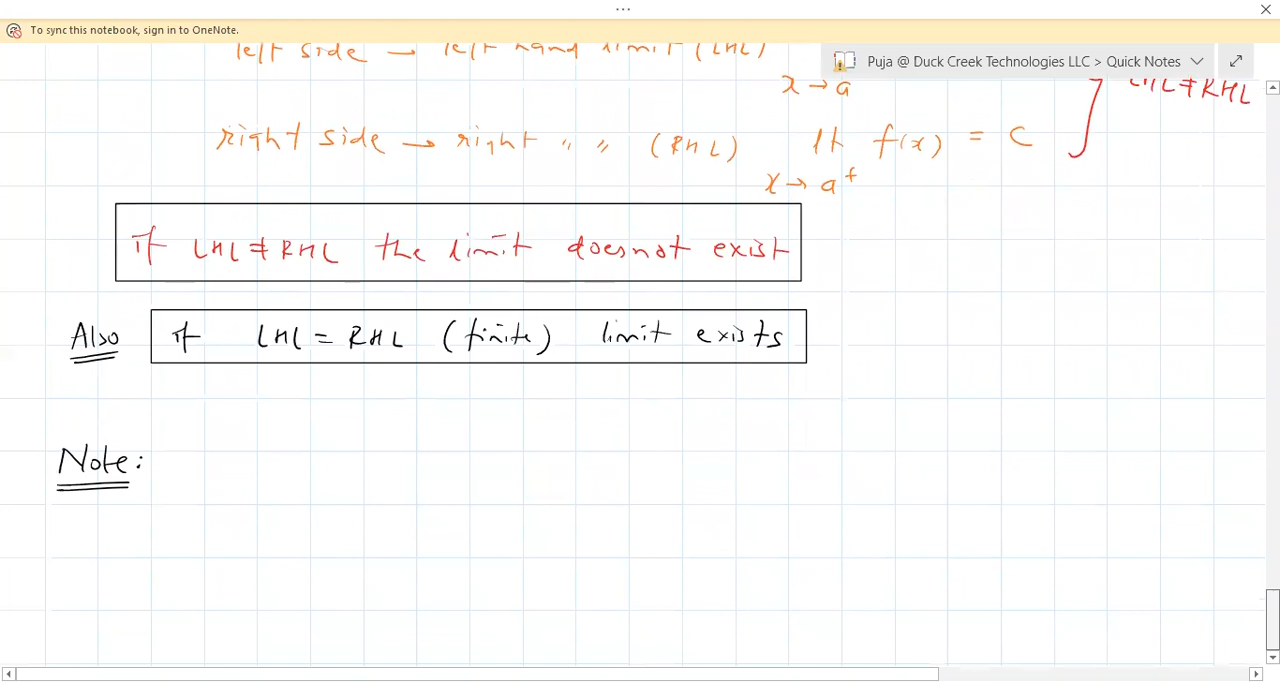 ...
To sync this notebook, sign in to OneNote.
left side → left hand limit (LHL)
Puja @ Duck Creek Technologies LLC > Quick Notes
x → a
LHL ≠ RHL
right side → right " " (RHL) lt f(x) = C
x → a⁺
If LHL ≠ RHL the limit doesnot exist
Also If LHL = RHL (finite) limit exists
Note: